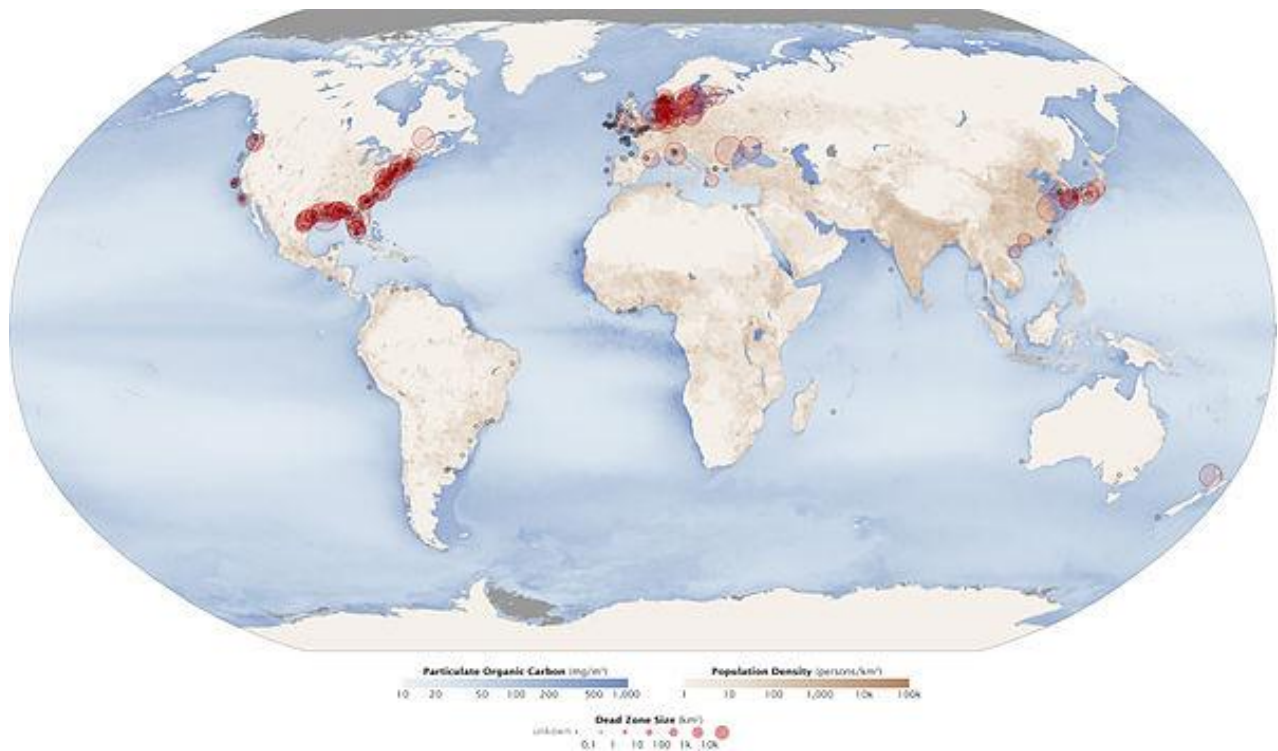 Particulate Organic Carbon (mg/m³)
10 20 50 100 200 500 1,000
Population Density (persons/km²)
1 10 100 1,000 10k 100k
Dead Zone Size (km²)
unknown
0.1 1 10 100 1k 10k